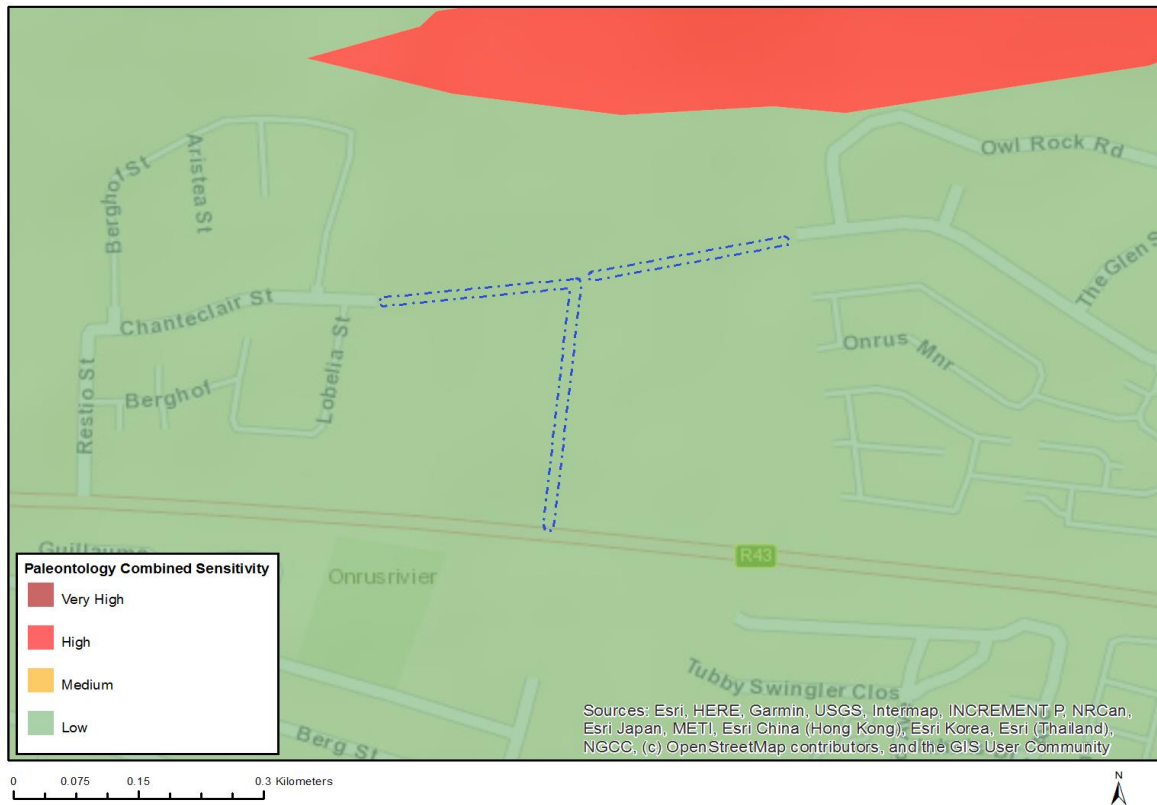 Owl Rock Rd
Aristea St
Berghof St
The Glen S
Chanteclair St
Onrus Mnr
Lobelia St
Berghof
Restio St
R43
Guillaume
Onrusrivier
Paleontology Combined Sensitivity
Very High
High
Medium
Low
Tubby Swingler Clos
Berg St
Sources: Esri, HERE, Garmin, USGS, Intermap, INCREMENT P, NRCan,
Esri Japan, METI, Esri China (Hong Kong), Esri Korea, Esri (Thailand),
NGCC, (c) OpenStreetMap contributors, and the GIS User Community
0 0.075 0.15 0.3 Kilometers
N